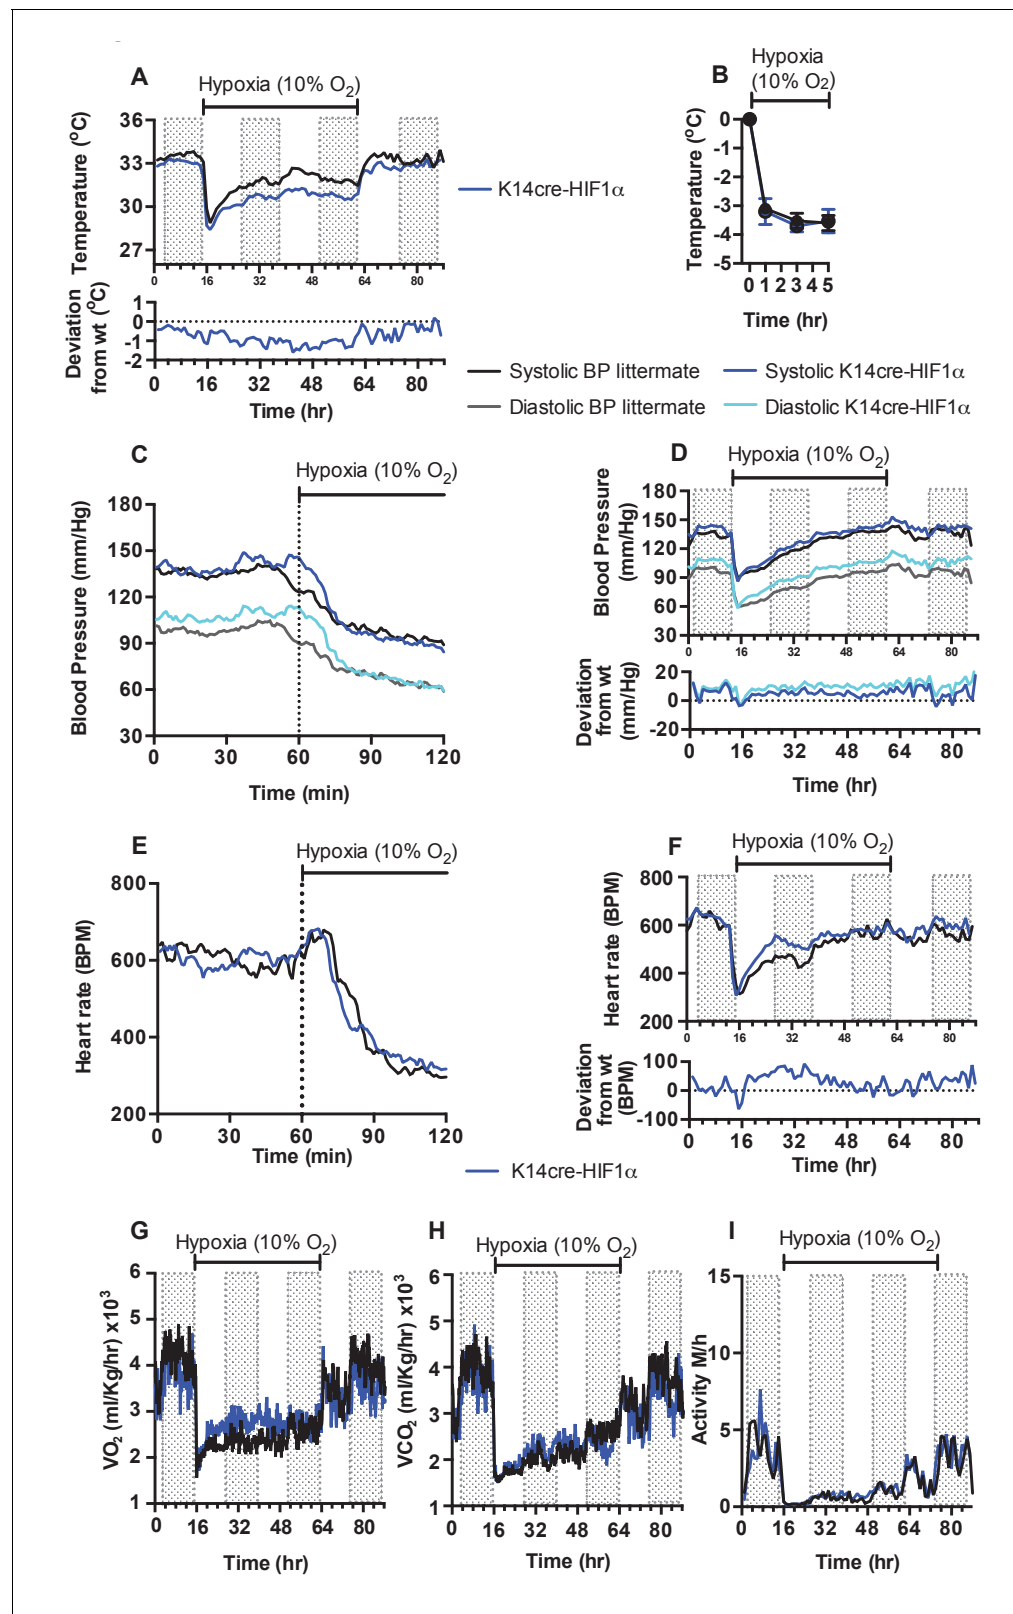 A
Hypoxia (10% O2)
B
Hypoxia
(10% O2)
Temperature (oC)
36
33
30
27
0
16
32
48
64
80
K14cre-HIF1α
Temperature (oC)
0
-1
-2
-3
-4
-5
0 1 2 3 4 5
Time (hr)
Deviation
from wt (oC)
1
0
-1
-2
0 16 32 48 64 80
Time (hr)
Systolic BP littermate
Systolic K14cre-HIF1α
Diastolic BP littermate
Diastolic K14cre-HIF1α
C
Hypoxia (10% O2)
Blood Pressure (mm/Hg)
180
150
120
90
60
30
0 30 60 90 120
Time (min)
D
Hypoxia (10% O2)
Blood Pressure
(mm/Hg)
180
150
120
90
60
30
0 16 32 48 64 80
Deviation
from wt
(mm/Hg)
20
0
-20
0 16 32 48 64 80
Time (hr)
E
Hypoxia (10% O2)
Heart rate (BPM)
800
600
400
200
0 30 60 90 120
Time (min)
F
Hypoxia (10% O2)
Heart rate (BPM)
800
600
400
200
0 16 32 48 64 80
Deviation
from wt
(BPM)
100
0
-100
0 16 32 48 64 80
Time (hr)
K14cre-HIF1α
G
Hypoxia (10% O2)
VO2 (ml/Kg/hr) x103
6
5
4
3
2
1
0 16 32 48 64 80
Time (hr)
H
Hypoxia (10% O2)
VCO2 (ml/Kg/hr) x103
6
5
4
3
2
1
0 16 32 48 64 80
Time (hr)
I
Hypoxia (10% O2)
Activity M/h
15
10
5
0
0 16 32 48 64 80
Time (hr)